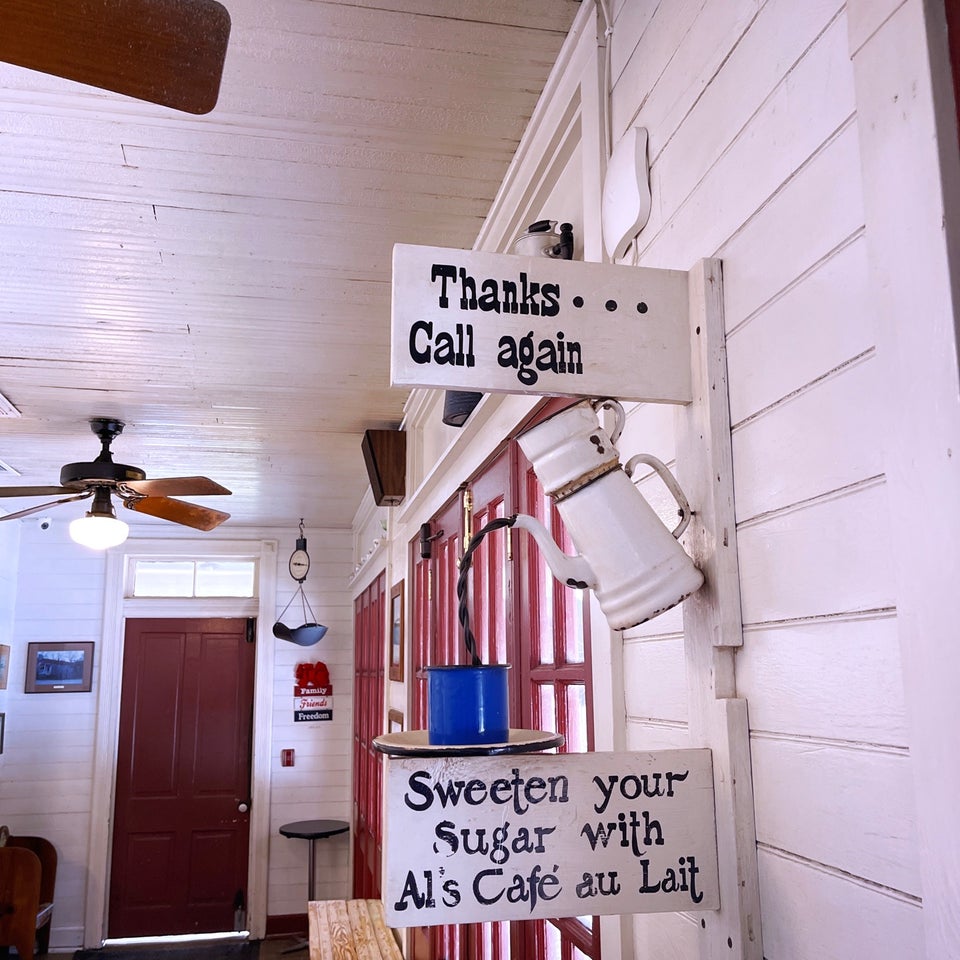 Thanks...
Call again
Family
Friends
Freedom
Sweeten your
Sugar with
Al's Café au Lait